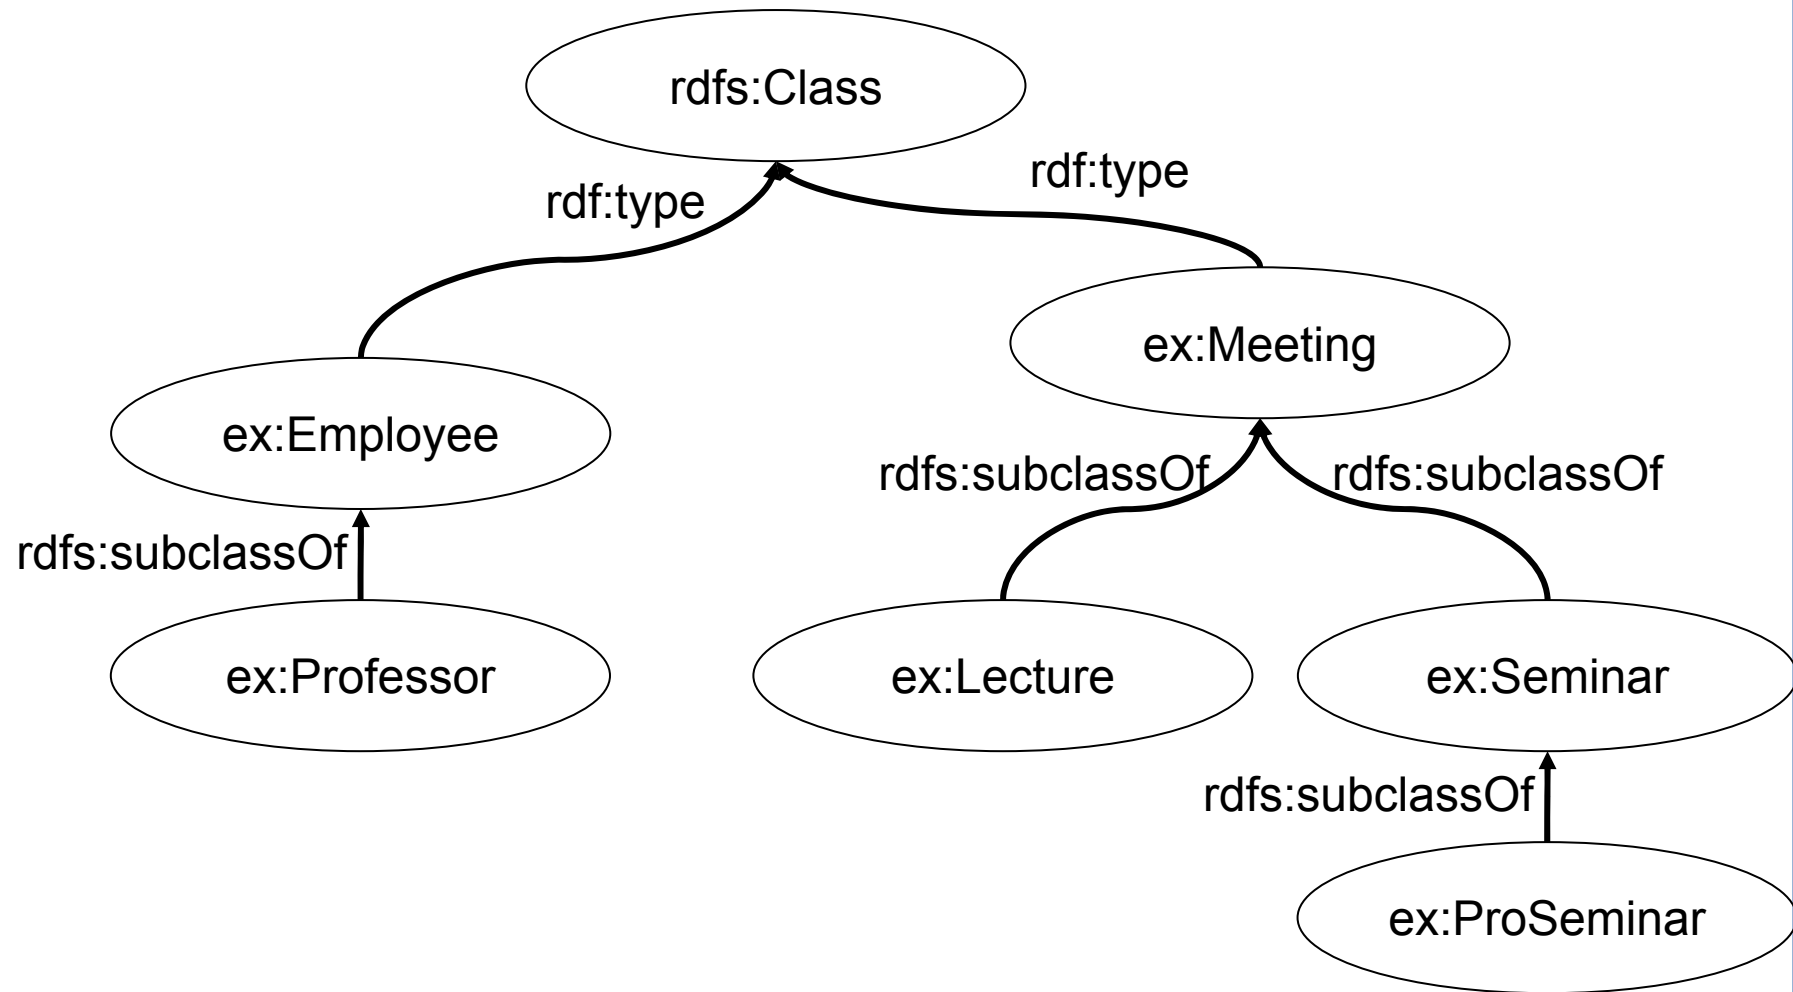 rdfs:Class
rdf:type
rdf:type
ex:Meeting
ex:Employee
rdfs:subclassOf
rdfs:subclassOf
rdfs:subclassOf
ex:Professor
ex:Lecture
ex:Seminar
rdfs:subclassOf
ex:ProSeminar